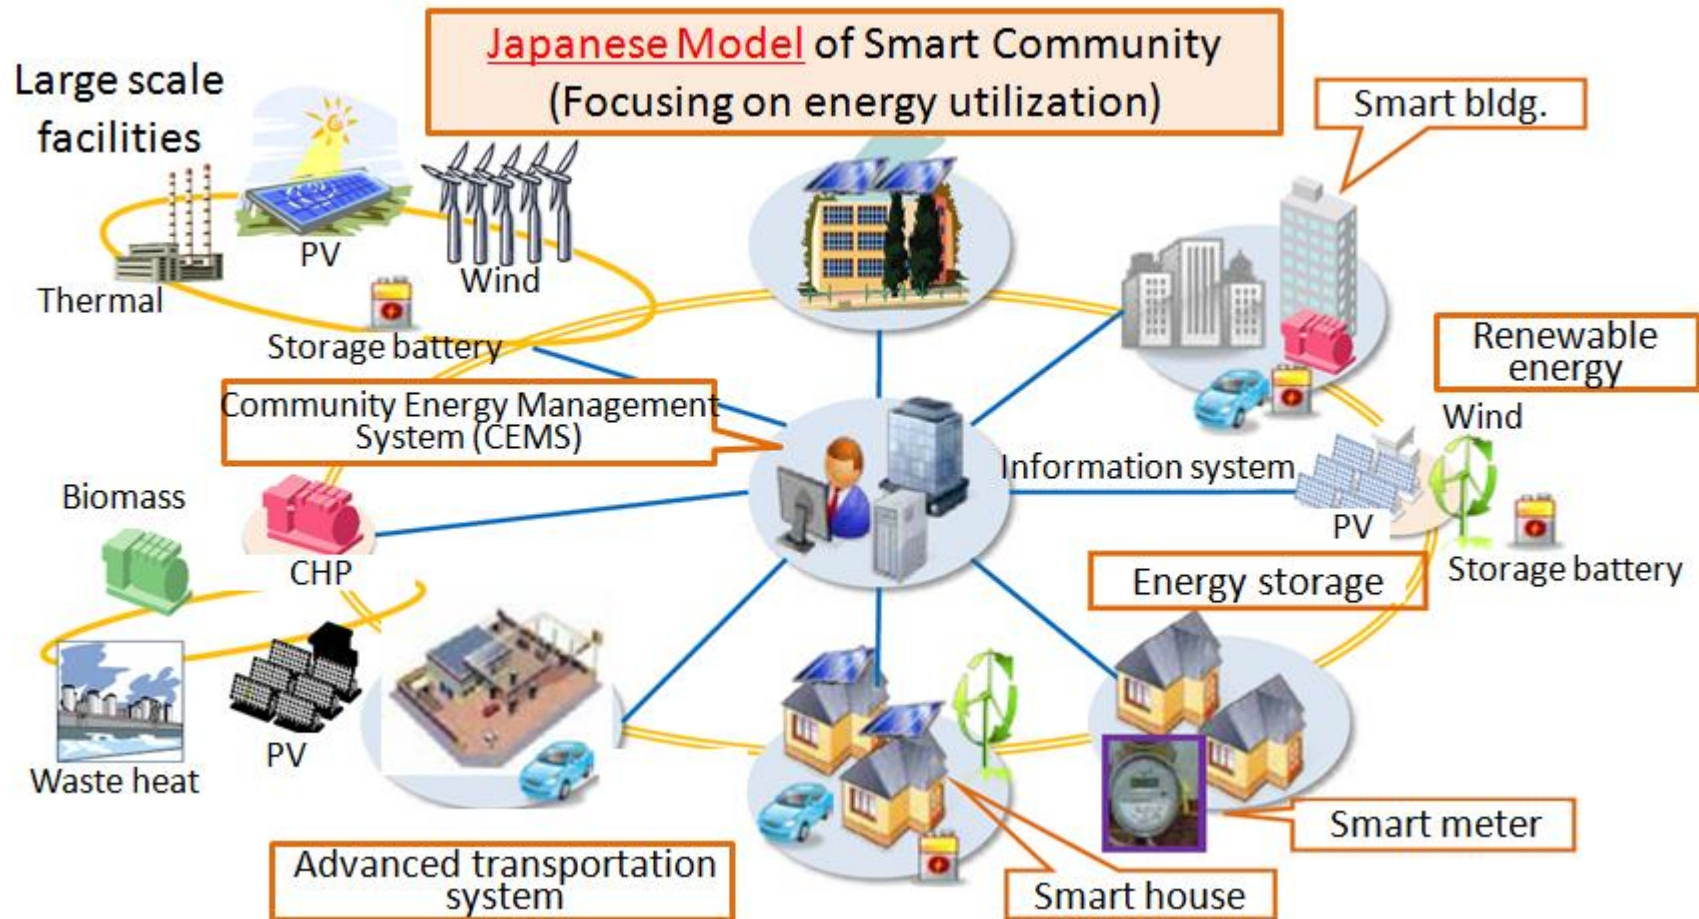 Japanese Model of Smart Community
(Focusing on energy utilization)
Large scale
facilities
Smart bldg.
PV
Wind
Thermal
Storage battery
Renewable
energy
Community Energy Management
System (CEMS)
Wind
Information system
Biomass
PV
CHP
Energy storage
Storage battery
PV
Waste heat
Smart meter
Advanced transportation
system
Smart house